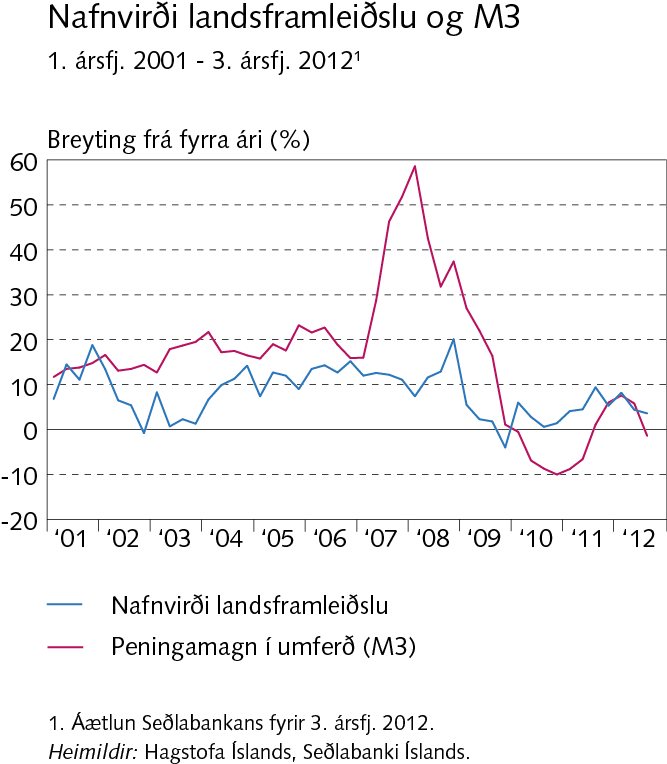 Nafnvirði landsframleiðslu og M3
1. ársfj. 2001 - 3. ársfj. 2012¹
Breyting frá fyrra ári (%)
60
50
40
30
20
10
0
-10
-20
‘01 ‘02 ‘03 ‘04 ‘05 ‘06 ‘07 ‘08 ‘09 ‘10 ‘11 ‘12
Nafnvirði landsframleiðslu
Peningamagn í umferð (M3)
1. Áætlun Seðlabankans fyrir 3. ársfj. 2012.
Heimildir: Hagstofa Íslands, Seðlabanki Íslands.